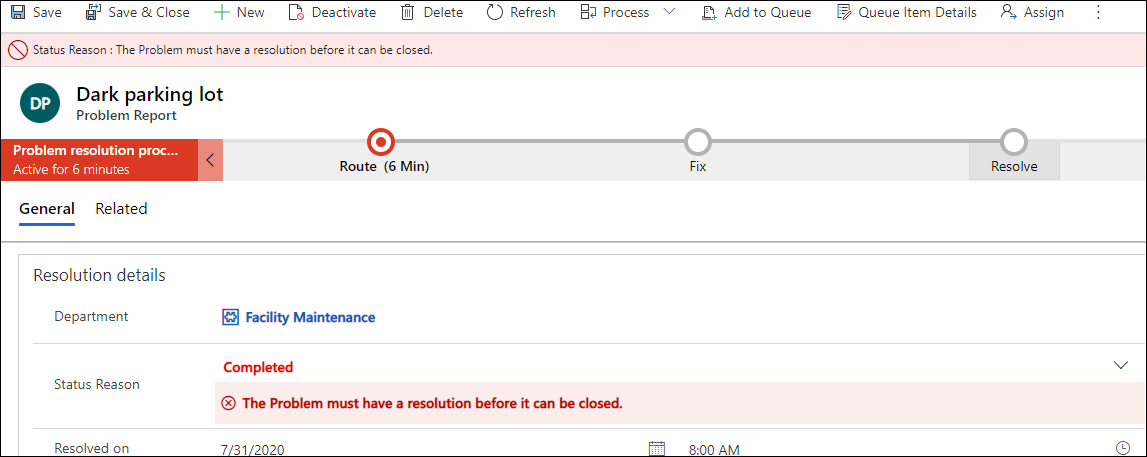 Save Save & Close New Deactivate Delete Refresh Process Add to Queue Queue Item Details Assign
Status Reason : The Problem must have a resolution before it can be closed.
DP
Dark parking lot
Problem Report
Problem resolution proc...
Active for 6 minutes
Route (6 Min)
Fix
Resolve
General Related
Resolution details
Department Facility Maintenance
Completed
Status Reason
The Problem must have a resolution before it can be closed.
Resolved on 7/31/2020 8:00 AM